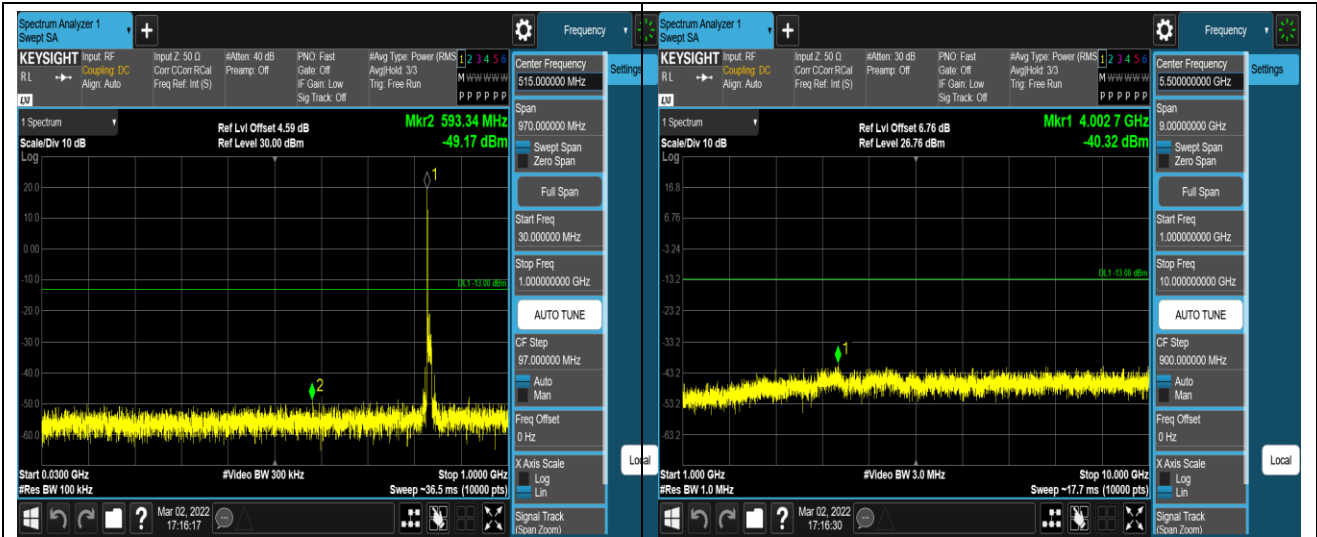 Spectrum Analyzer 1
Swept SA
+
Frequency
KEYSIGHT
RL
LXI
Input: RF
Coupling: DC
Align: Auto
Input Z: 50 Ω
Corr CCorr RCal
Freq Ref: Int (S)
#Atten: 40 dB
Preamp: Off
PNO: Fast
Gate: Off
IF Gain: Low
Sig Track: Off
#Avg Type: Power (RMS
Avg|Hold: 3/3
Trig: Free Run
1 2 3 4 5 6
M W W W W W
P P P P P P
1 Spectrum
Scale/Div 10 dB
Log
Ref Lvl Offset 4.59 dB
Ref Level 30.00 dBm
Mkr2 593.34 MHz
-49.17 dBm
20.0
10.0
0.00
-10.0
-20.0
-30.0
-40.0
-50.0
-60.0
1
2
DL1 -13.00 dBm
Start 0.0300 GHz
#Res BW 100 kHz
#Video BW 300 kHz
Stop 1.0000 GHz
Sweep ~36.5 ms (10000 pts)
Center Frequency
515.000000 MHz
Span
970.000000 MHz
Swept Span
Zero Span
Full Span
Start Freq
30.000000 MHz
Stop Freq
1.000000000 GHz
AUTO TUNE
CF Step
97.000000 MHz
Auto
Man
Freq Offset
0 Hz
X Axis Scale
Log
Lin
Signal Track
(Span Zoom)
Settings
Local
?
Mar 02, 2022
17:16:17
Spectrum Analyzer 1
Swept SA
+
Frequency
KEYSIGHT
RL
LXI
Input: RF
Coupling: DC
Align: Auto
Input Z: 50 Ω
Corr CCorr RCal
Freq Ref: Int (S)
#Atten: 30 dB
Preamp: Off
PNO: Fast
Gate: Off
IF Gain: Low
Sig Track: Off
#Avg Type: Power (RMS
Avg|Hold: 3/3
Trig: Free Run
1 2 3 4 5 6
M W W W W W
P P P P P P
1 Spectrum
Scale/Div 10 dB
Log
Ref Lvl Offset 6.76 dB
Ref Level 26.76 dBm
Mkr1 4.002 7 GHz
-40.32 dBm
16.8
6.76
-3.24
-13.2
-23.2
-33.2
-43.2
-53.2
-63.2
1
DL1 -13.00 dBm
Start 1.000 GHz
#Res BW 1.0 MHz
#Video BW 3.0 MHz
Stop 10.000 GHz
Sweep ~17.7 ms (10000 pts)
Center Frequency
5.500000000 GHz
Span
9.00000000 GHz
Swept Span
Zero Span
Full Span
Start Freq
1.000000000 GHz
Stop Freq
10.000000000 GHz
AUTO TUNE
CF Step
900.000000 MHz
Auto
Man
Freq Offset
0 Hz
X Axis Scale
Log
Lin
Signal Track
(Span Zoom)
Settings
Local
?
Mar 02, 2022
17:16:30